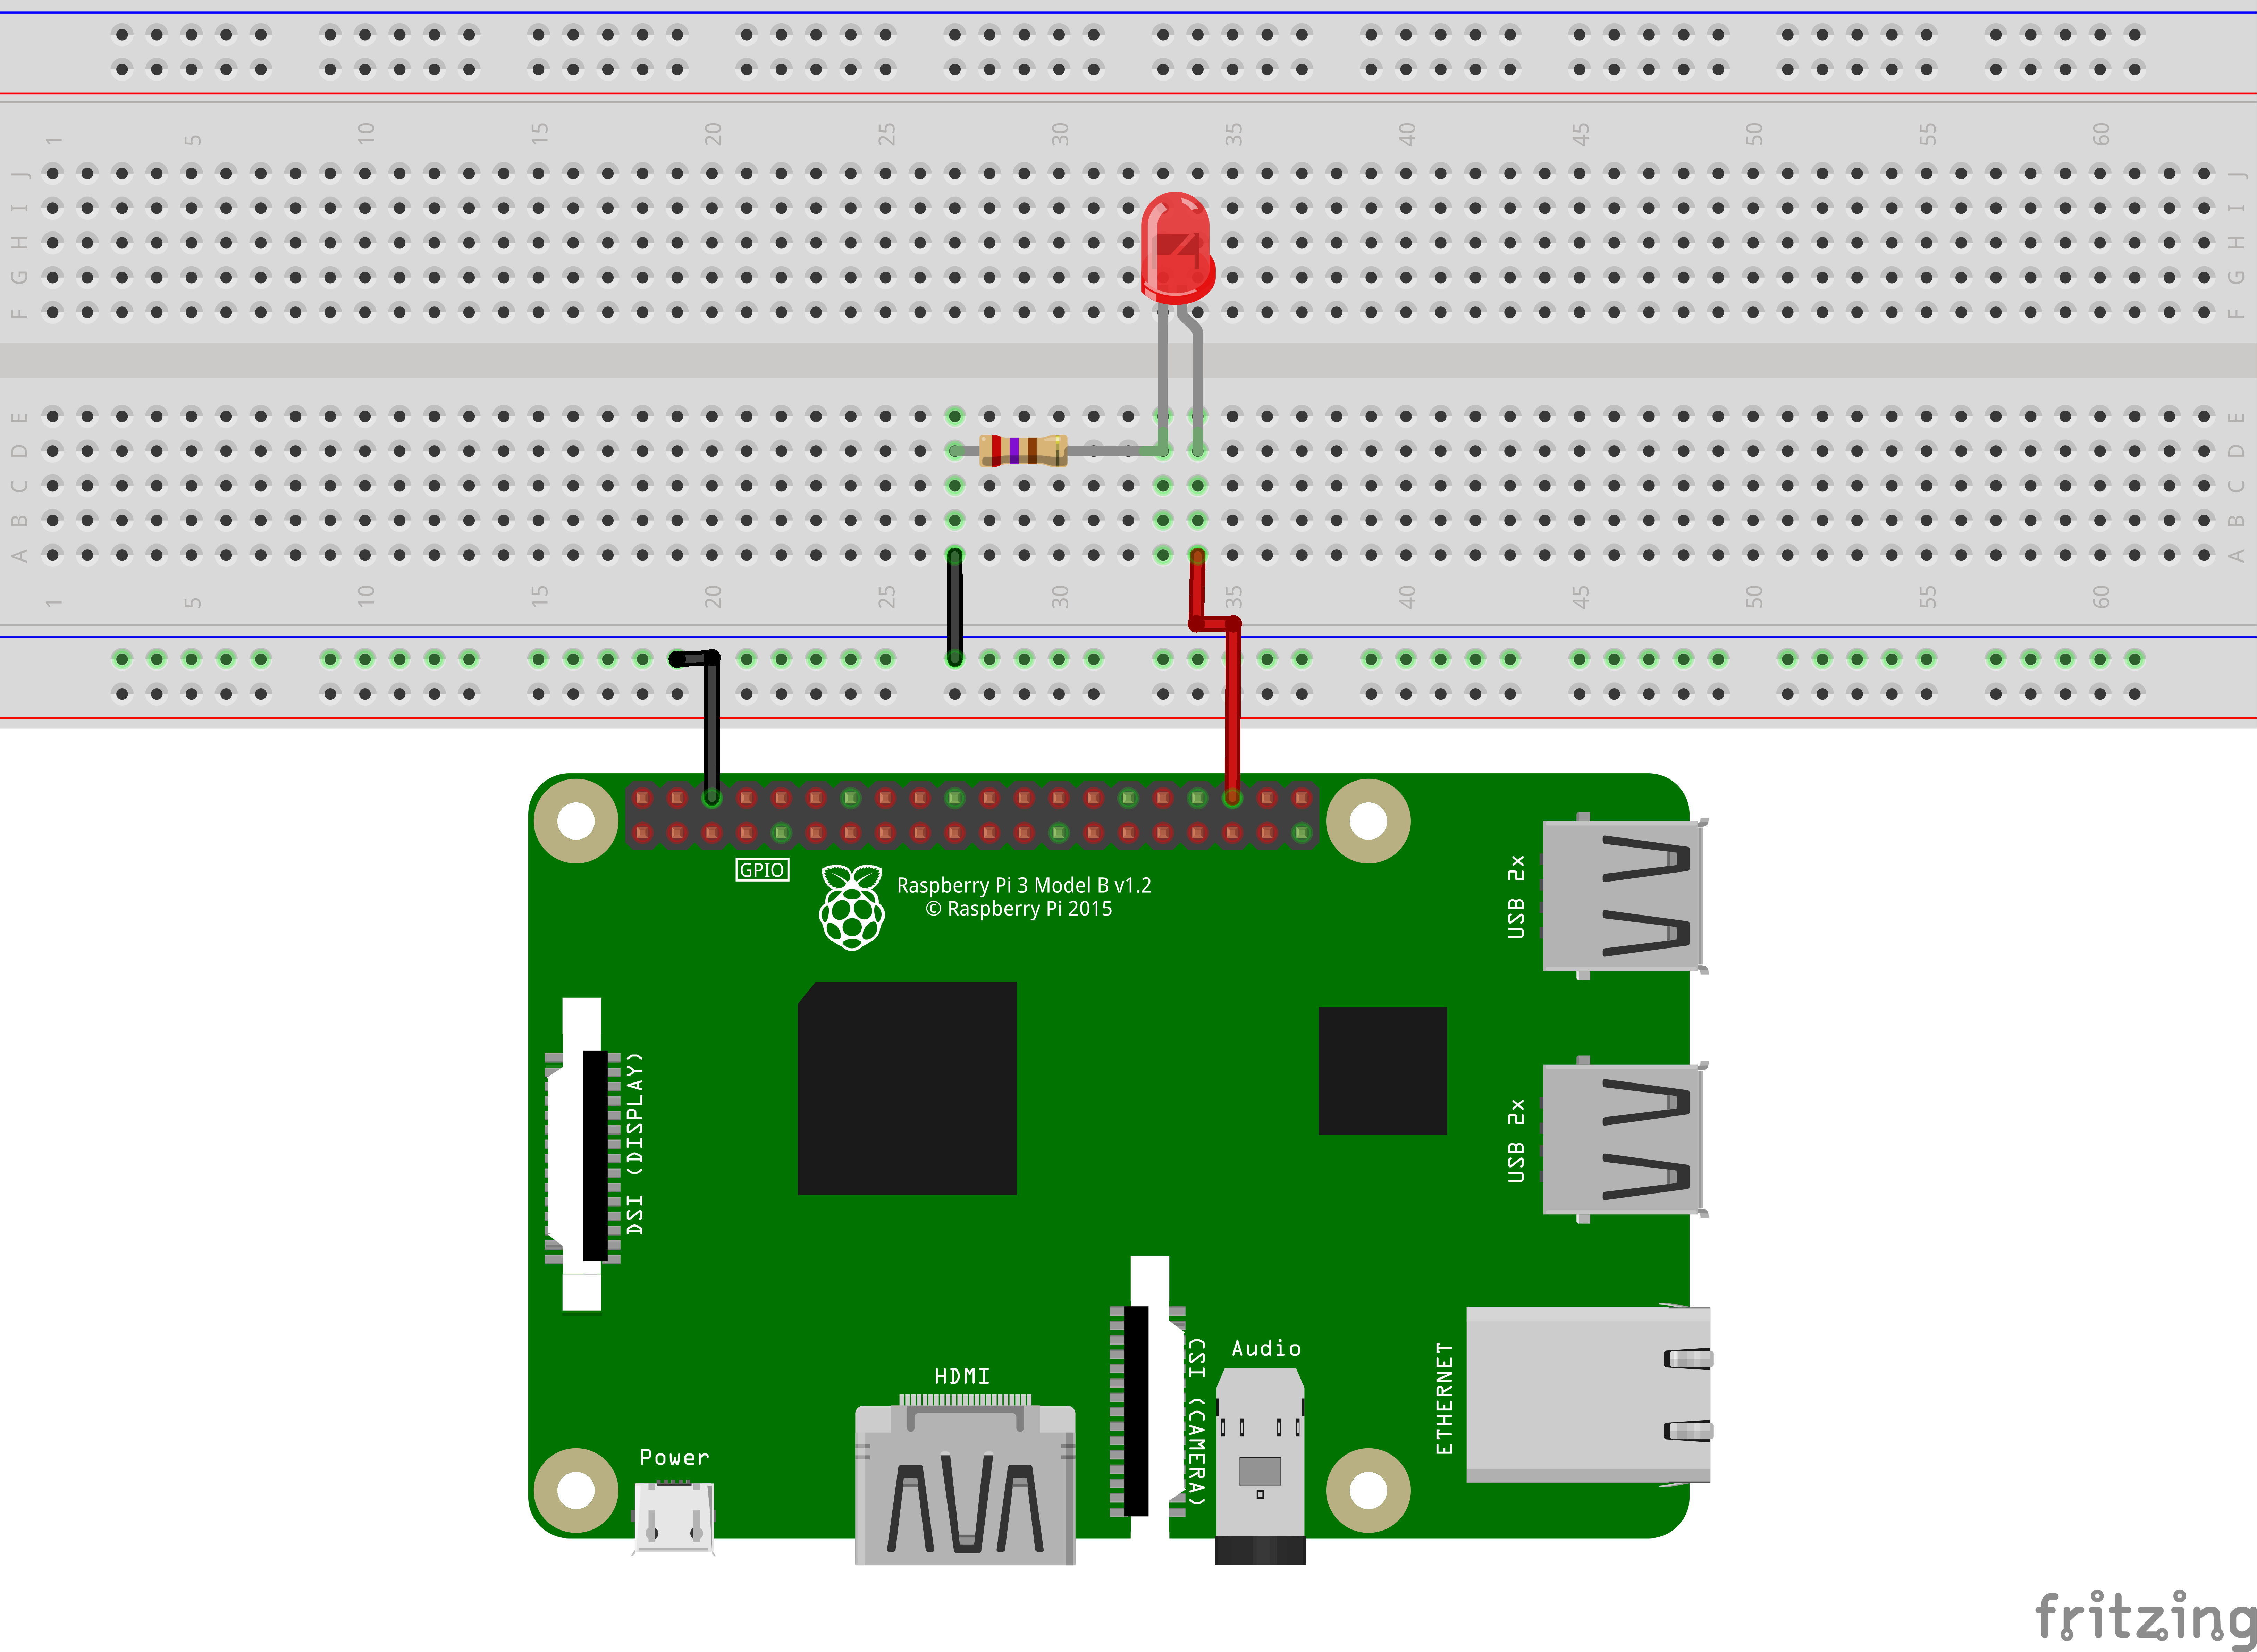 1 5 10 15 20 25 30 35 40 45 50 55 60
J J
I I
H H
G G
F F
E E
D D
C C
B B
A A
1 5 10 15 20 25 30 35 40 45 50 55 60
GPIO
Raspberry Pi 3 Model B v1.2
© Raspberry Pi 2015
USB 2x
DSI (DISPLAY)
USB 2x
HDMI
CSI (CAMERA)
Audio
ETHERNET
Power
fritzing